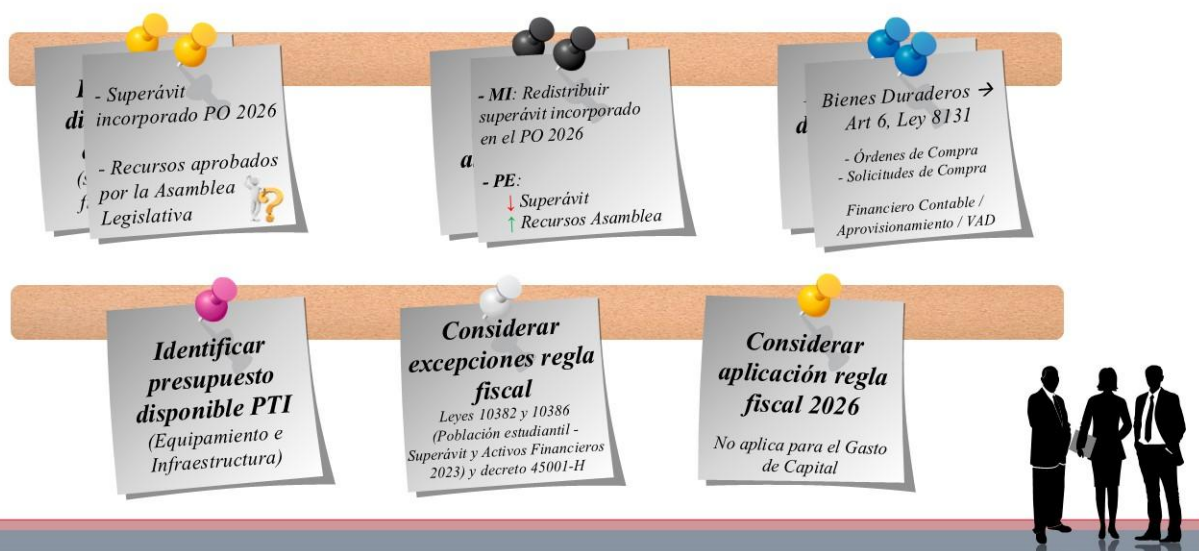 - Superávit
incorporado PO 2026
- Recursos aprobados
por la Asamblea
Legislativa
- MI: Redistribuir
superávit incorporado
en el PO 2026
- PE:
↓ Superávit
↑ Recursos Asamblea
Bienes Duraderos →
Art 6, Ley 8131
- Órdenes de Compra
- Solicitudes de Compra
Financiero Contable /
Aprovisionamiento / VAD
Identificar
presupuesto
disponible PTI
(Equipamiento e
Infraestructura)
Considerar
excepciones regla
fiscal
Leyes 10382 y 10386
(Población estudiantil -
Superávit y Activos Financieros
2023) y decreto 45001-H
Considerar
aplicación regla
fiscal 2026
No aplica para el Gasto
de Capital